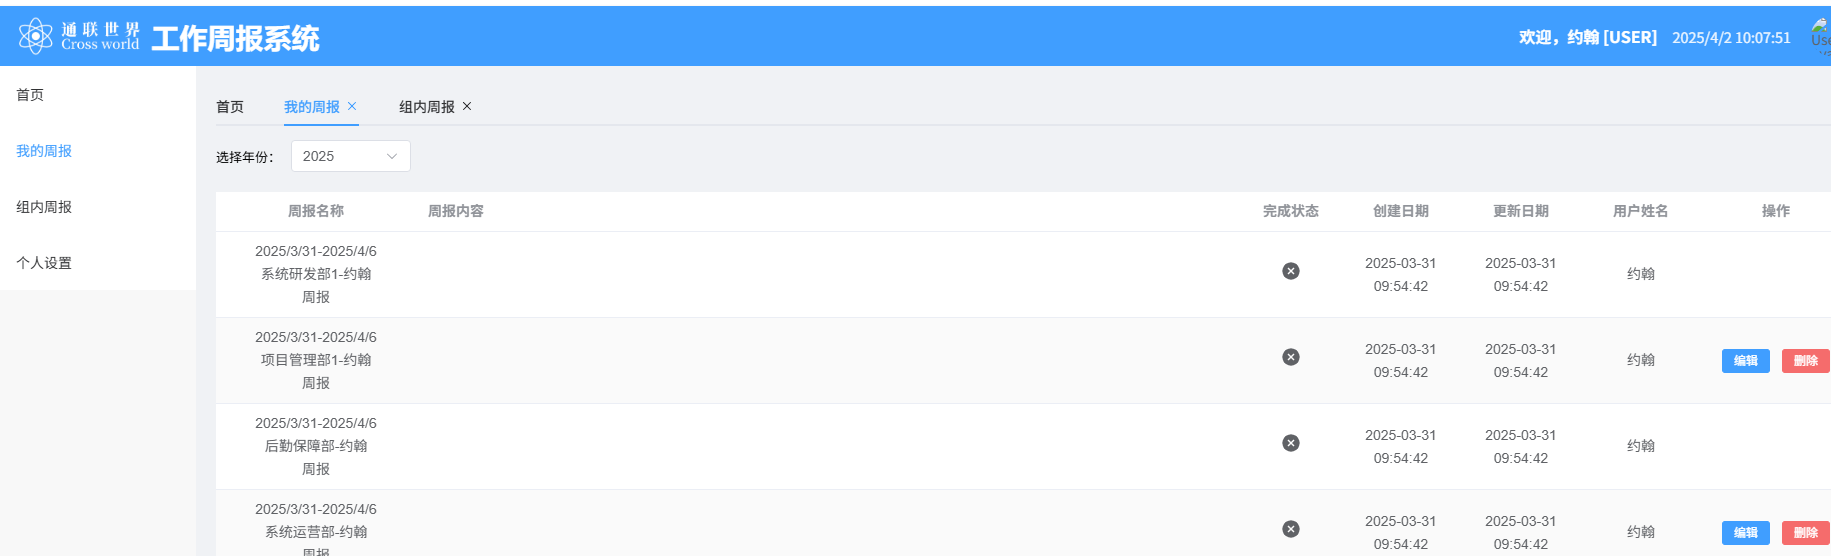 通联世界
Cross world
工作周报系统
欢迎，约翰 [USER]
2025/4/2 10:07:51
首页
我的周报
组内周报
个人设置
首页
我的周报
组内周报
选择年份：
2025
周报名称 周报内容 完成状态 创建日期 更新日期 用户姓名 操作
2025/3/31-2025/4/6
系统研发部1-约翰
周报
2025-03-31
09:54:42
2025-03-31
09:54:42
约翰
2025/3/31-2025/4/6
项目管理部1-约翰
周报
2025-03-31
09:54:42
2025-03-31
09:54:42
约翰
编辑 删除
2025/3/31-2025/4/6
后勤保障部-约翰
周报
2025-03-31
09:54:42
2025-03-31
09:54:42
约翰
2025/3/31-2025/4/6
系统运营部-约翰
周报
2025-03-31
09:54:42
2025-03-31
09:54:42
约翰
编辑 删除